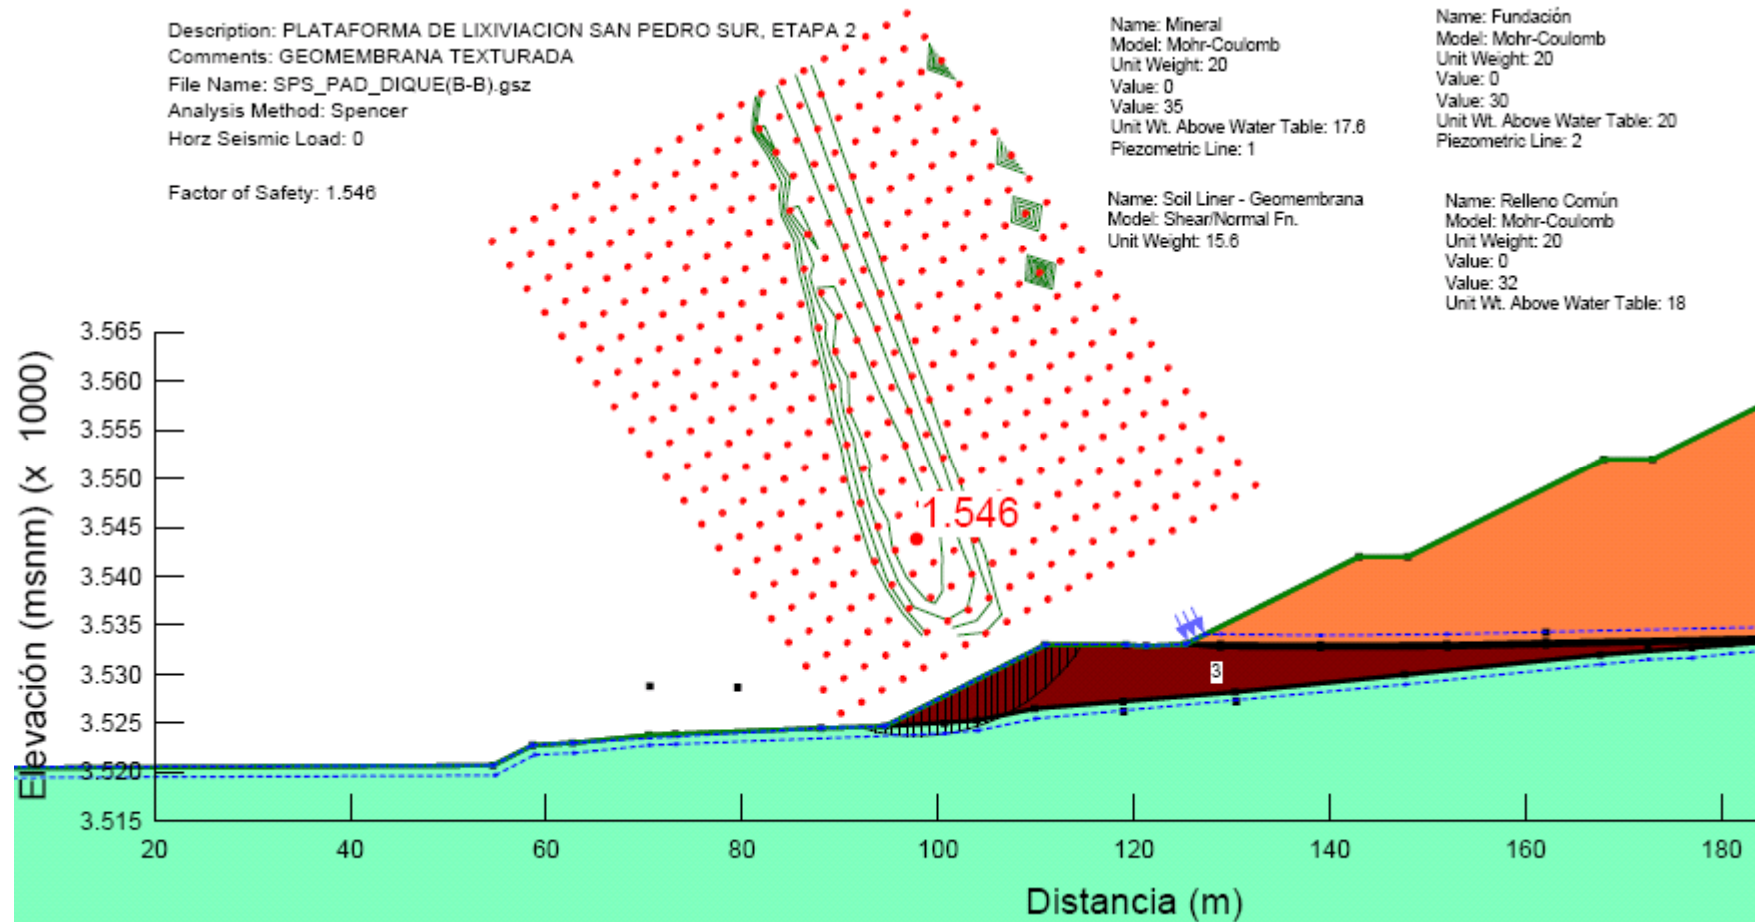 Description: PLATAFORMA DE LIXIVIACION SAN PEDRO SUR, ETAPA 2
Comments: GEOMEMBRANA TEXTURADA
File Name: SPS_PAD_DIQUE(B-B).gsz
Analysis Method: Spencer
Horz Seismic Load: 0
Factor of Safety: 1.546
Name: Mineral
Model: Mohr-Coulomb
Unit Weight: 20
Value: 0
Value: 35
Unit Wt. Above Water Table: 17.6
Piezometric Line: 1
Name: Fundación
Model: Mohr-Coulomb
Unit Weight: 20
Value: 0
Value: 30
Unit Wt. Above Water Table: 20
Piezometric Line: 2
Name: Soil Liner - Geomembrana
Model: Shear/Normal Fn.
Unit Weight: 15.6
Name: Relleno Común
Model: Mohr-Coulomb
Unit Weight: 20
Value: 0
Value: 32
Unit Wt. Above Water Table: 18
Elevación (msnm) (x 1000)
3.565
3.560
3.555
3.550
3.545
3.540
3.535
3.530
3.525
3.520
3.515
1.546
3
20 40 60 80 100 120 140 160 180
Distancia (m)